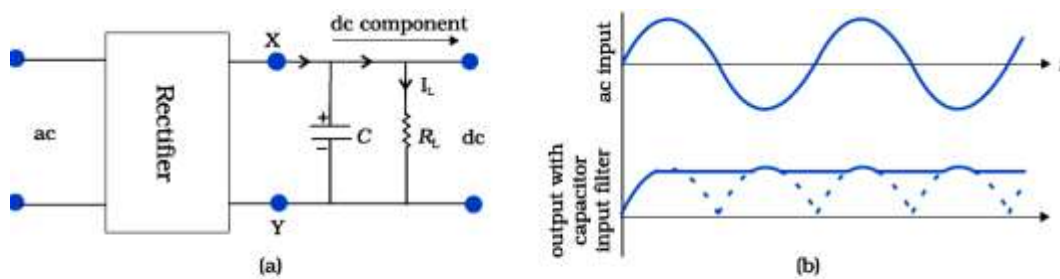 dc component
X
ac
Rectifier
+
−
C
I_L
R_L
dc
Y
(a)
ac input
output with
capacitor
input filter
(b)